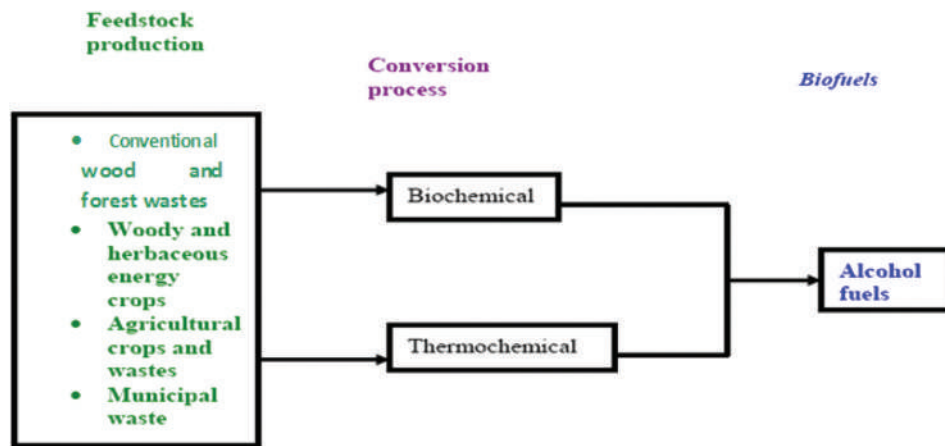 Feedstock
production
Conversion
process
Biofuels
• Conventional
wood and
forest wastes
• Woody and
herbaceous
energy
crops
• Agricultural
crops and
wastes
• Municipal
waste
Biochemical
Thermochemical
Alcohol
fuels